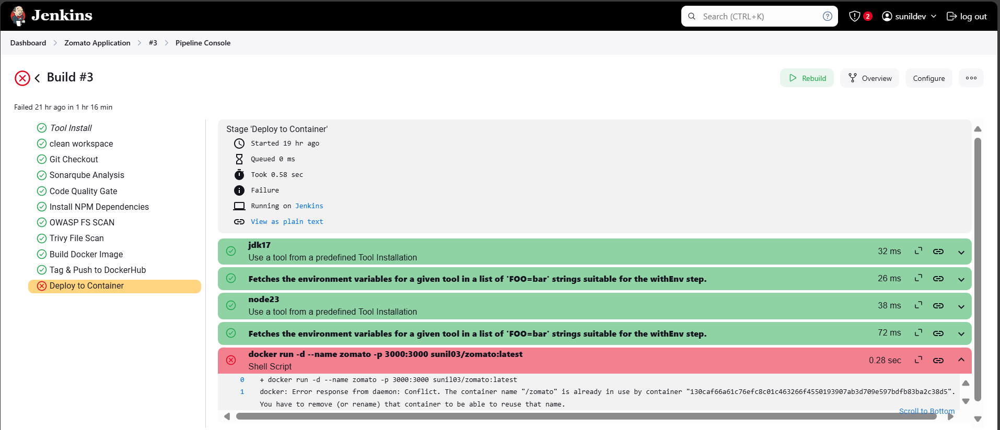 Jenkins
Search (CTRL+K)
2
sunildev
log out
Dashboard
Zomato Application
#3
Pipeline Console
Build #3
Rebuild
Overview
Configure
Failed 21 hr ago in 1 hr 16 min
Tool Install
clean workspace
Git Checkout
Sonarqube Analysis
Code Quality Gate
Install NPM Dependencies
OWASP FS SCAN
Trivy File Scan
Build Docker Image
Tag & Push to DockerHub
Deploy to Container
Stage 'Deploy to Container'
Started 19 hr ago
Queued 0 ms
Took 0.58 sec
Failure
Running on Jenkins
View as plain text
jdk17
Use a tool from a predefined Tool Installation
32 ms
Fetches the environment variables for a given tool in a list of 'FOO=bar' strings suitable for the withEnv step.
26 ms
node23
Use a tool from a predefined Tool Installation
38 ms
Fetches the environment variables for a given tool in a list of 'FOO=bar' strings suitable for the withEnv step.
72 ms
docker run -d --name zomato -p 3000:3000 sunil03/zomato:latest
Shell Script
0.28 sec
0 + docker run -d --name zomato -p 3000:3000 sunil03/zomato:latest
1 docker: Error response from daemon: Conflict. The container name "/zomato" is already in use by container "130caf66a61c76efc8c01c463266f4550193907ab3d709e597bdfb83ba2c38d5".
You have to remove (or rename) that container to be able to reuse that name.
Scroll to Bottom